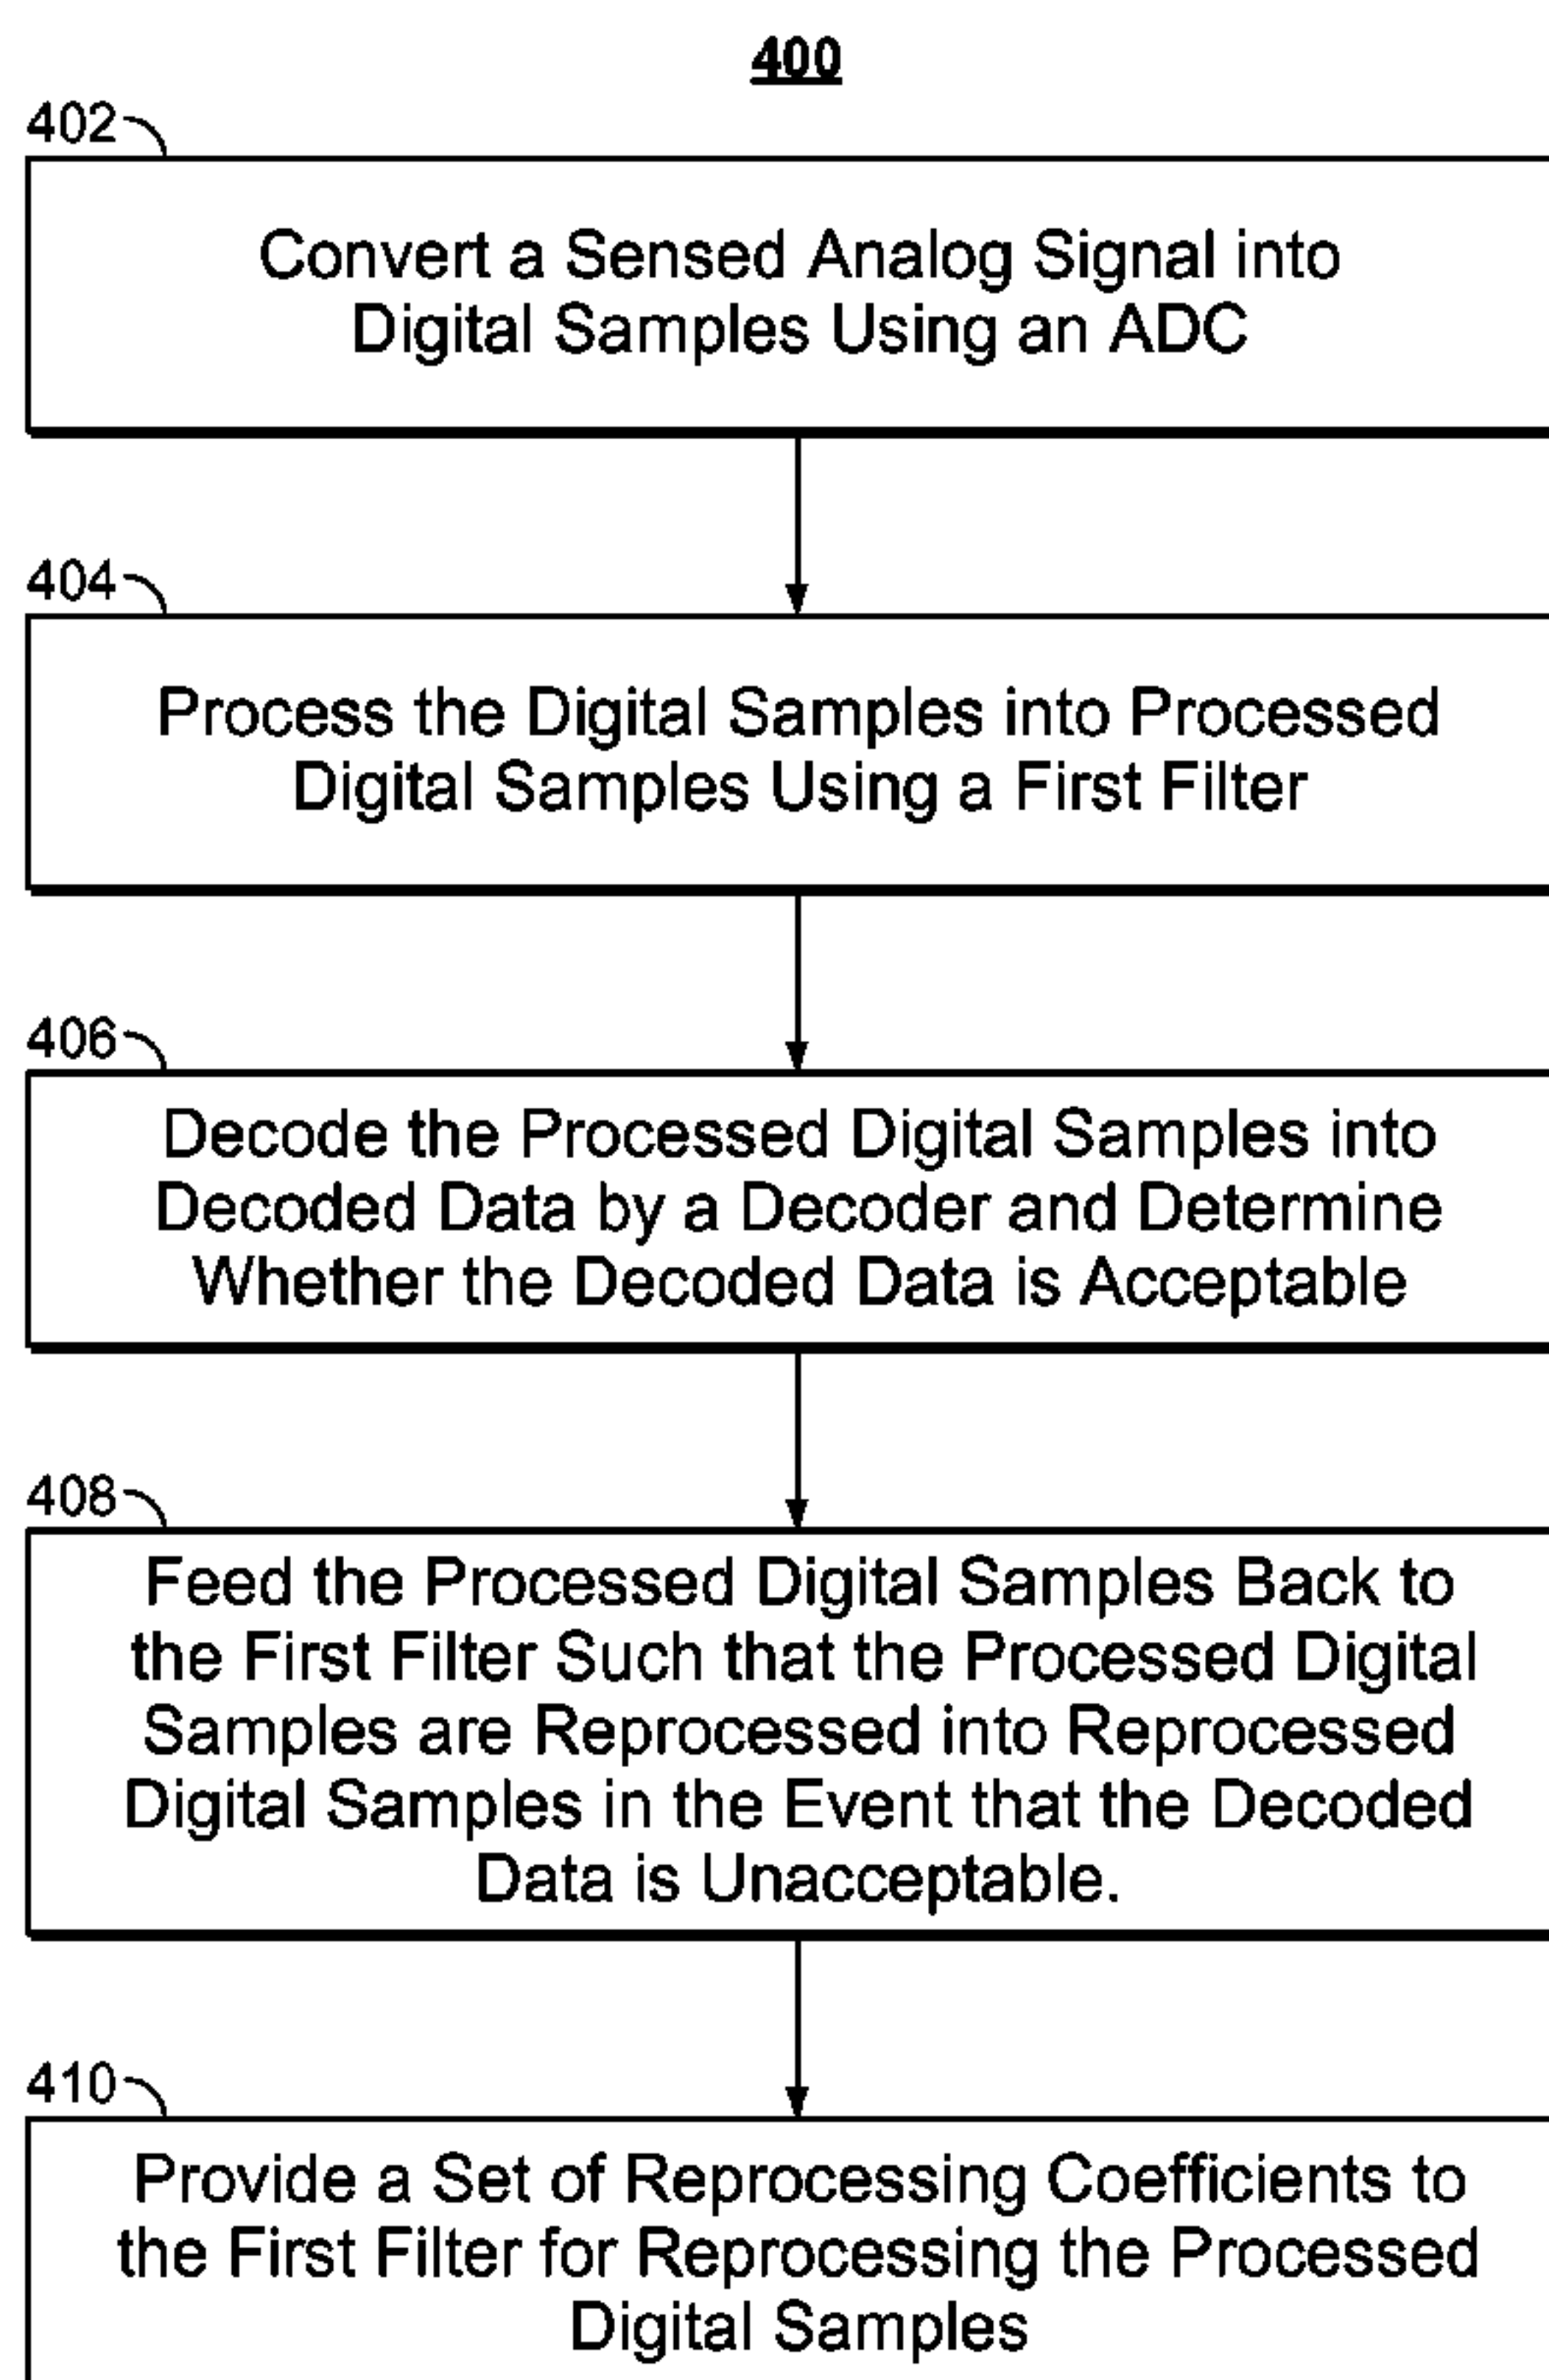 400
402
Convert a Sensed Analog Signal into
Digital Samples Using an ADC
404
Process the Digital Samples into Processed
Digital Samples Using a First Filter
406
Decode the Processed Digital Samples into
Decoded Data by a Decoder and Determine
Whether the Decoded Data is Acceptable
408
Feed the Processed Digital Samples Back to
the First Filter Such that the Processed Digital
Samples are Reprocessed into Reprocessed
Digital Samples in the Event that the Decoded
Data is Unacceptable.
410
Provide a Set of Reprocessing Coefficients to
the First Filter for Reprocessing the Processed
Digital Samples